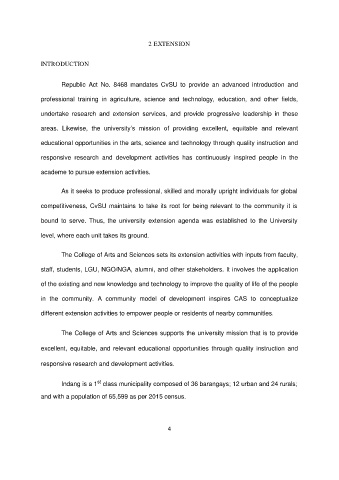 2 EXTENSION
INTRODUCTION
Republic Act No. 8468 mandates CvSU to provide an advanced introduction and
professional training in agriculture, science and technology, education, and other fields,
undertake research and extension services, and provide progressive leadership in these
areas. Likewise, the university's mission of providing excellent, equitable and relevant
educational opportunities in the arts, science and technology through quality instruction and
responsive research and development activities has continuously inspired people in the
academe to pursue extension activities.
As it seeks to produce professional, skilled and morally upright individuals for global
competitiveness, CvSU maintains to take its root for being relevant to the community it is
bound to serve. Thus, the university extension agenda was established to the University
level, where each unit takes its ground.
The College of Arts and Sciences sets its extension activities with inputs from faculty,
staff, students, LGU, NGO/NGA, alumni, and other stakeholders. It involves the application
of the existing and new knowledge and technology to improve the quality of life of the people
in the community. A community model of development inspires CAS to conceptualize
different extension activities to empower people or residents of nearby communities.
The College of Arts and Sciences supports the university mission that is to provide
excellent, equitable, and relevant educational opportunities through quality instruction and
responsive research and development activities.
Indang is a 1st class municipality composed of 36 barangays; 12 urban and 24 rurals;
and with a population of 65,599 as per 2015 census.
4